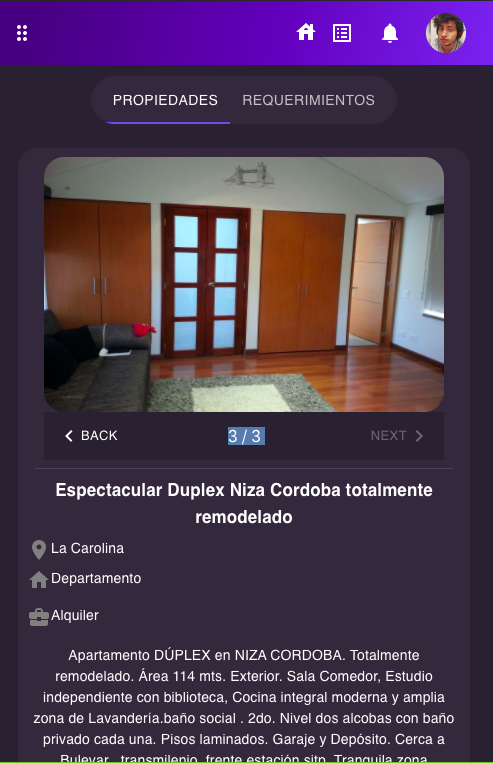 PROPIEDADES REQUERIMIENTOS
BACK 3 / 3 NEXT
Espectacular Duplex Niza Cordoba totalmente
remodelado
La Carolina
Departamento
Alquiler
Apartamento DÚPLEX en NIZA CORDOBA. Totalmente
remodelado. Área 114 mts. Exterior. Sala Comedor, Estudio
independiente con biblioteca, Cocina integral moderna y amplia
zona de Lavandería.baño social . 2do. Nivel dos alcobas con baño
privado cada una. Pisos laminados. Garaje y Depósito. Cerca a
Bulevar , transmilenio, frente estación sitp. Tranquila zona